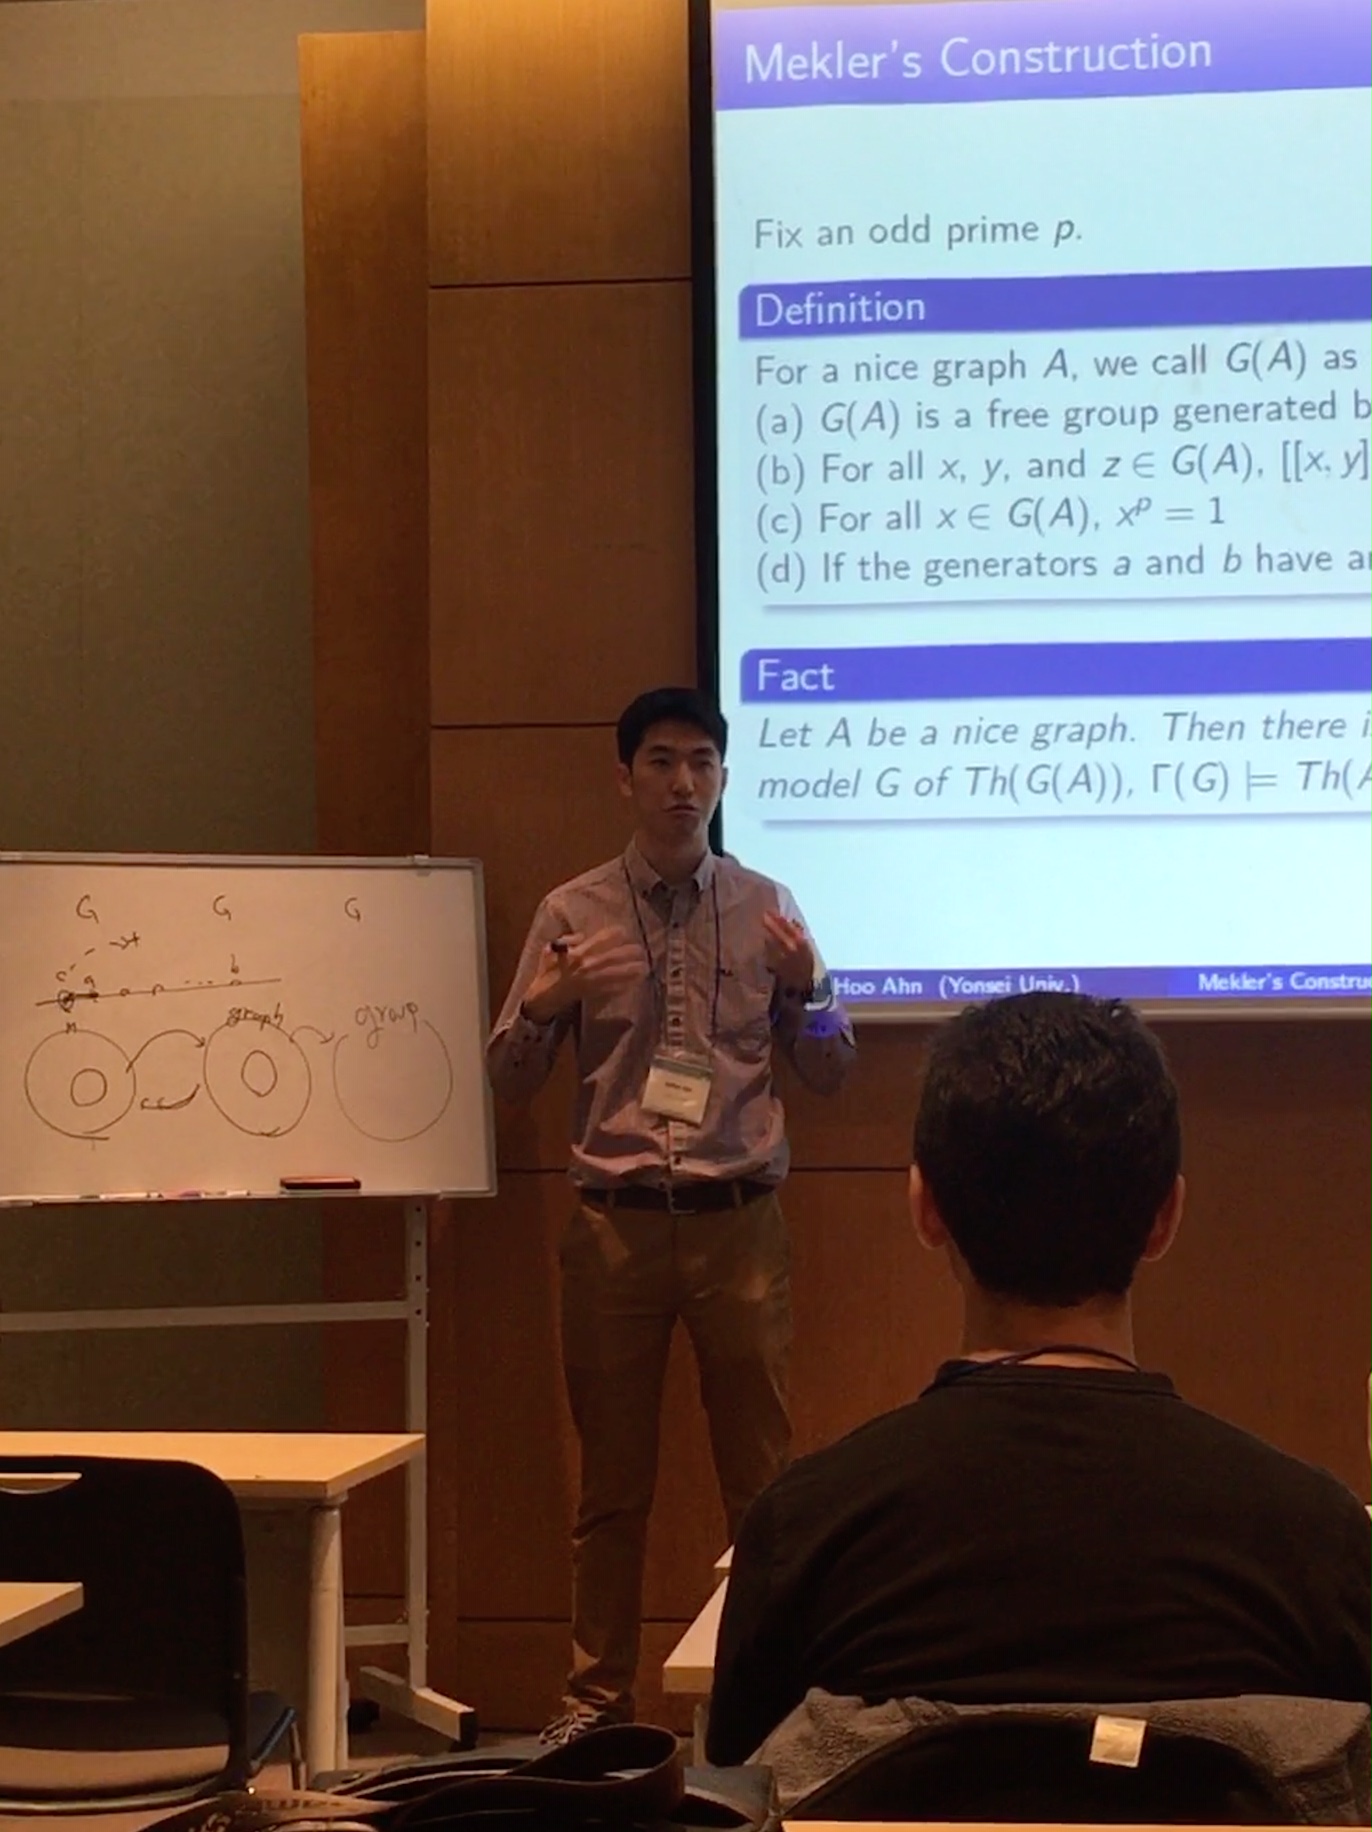 Mekler's Construction
Fix an odd prime p.
Definition
For a nice graph A, we call G(A) as
(a) G(A) is a free group generated b
(b) For all x, y, and z ∈ G(A), [[x, y]
(c) For all x ∈ G(A), xᵖ = 1
(d) If the generators a and b have a
Fact
Let A be a nice graph. Then there i
model G of Th(G(A)), Γ(G) ⊨ Th(A
Hoo Ahn (Yonsei Univ.) Mekler's Constru
G G G
b
graph group